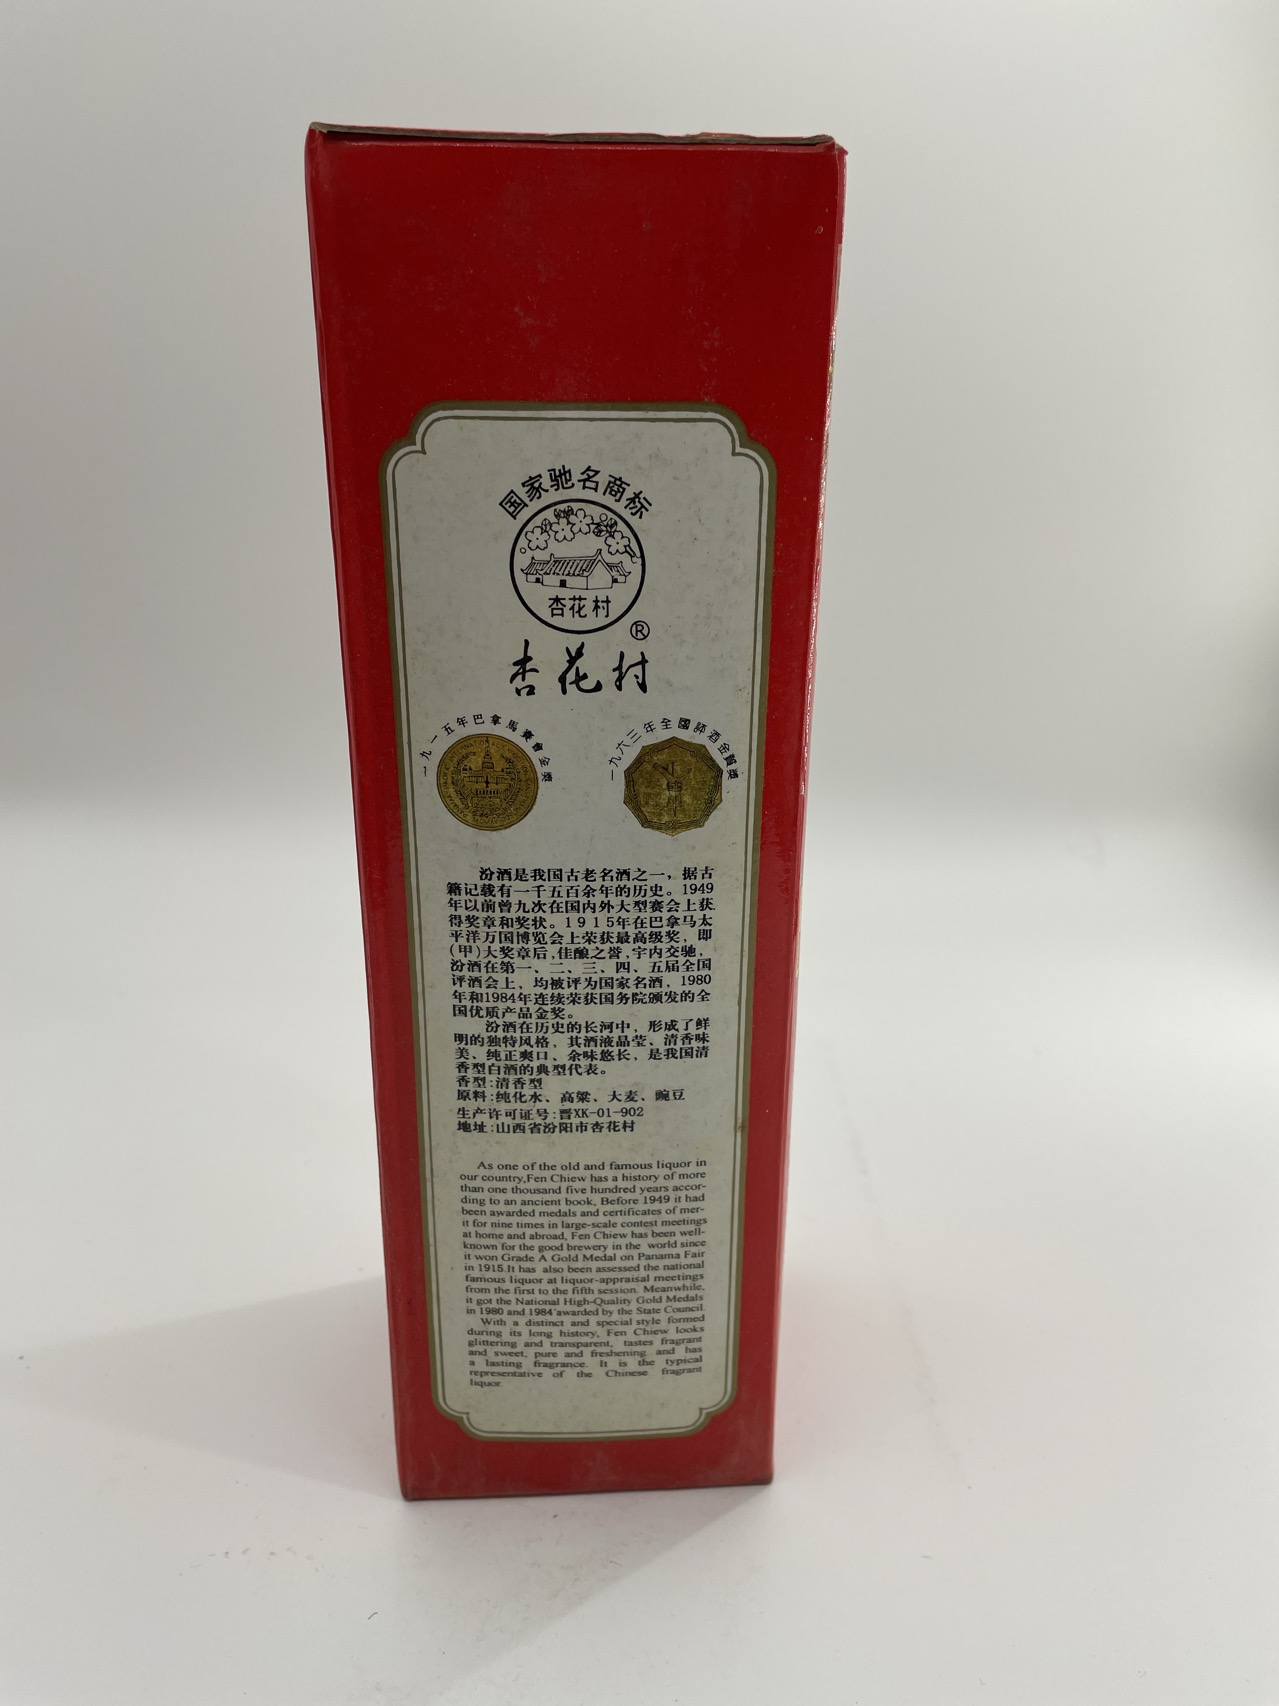 国家驰名商标
杏花村
®
杏花村
一九一五年巴拿馬賽會金獎
一九六三年全國評酒金質獎
汾酒是我国古老名酒之一，据古
籍记载有一千五百余年的历史。1949
年以前曾九次在国内外大型赛会上获
得奖章和奖状。1915年在巴拿马太
平洋万国博览会上荣获最高级奖，即
(甲)大奖章后,佳酿之誉,宇内交驰，
汾酒在第一、二、三、四、五届全国
评酒会上，均被评为国家名酒，1980
年和1984年连续荣获国务院颁发的全
国优质产品金奖。
汾酒在历史的长河中，形成了鲜
明的独特风格，其酒液晶莹、清香味
美、纯正爽口、余味悠长，是我国清
香型白酒的典型代表。
香型:清香型
原料:纯化水、高粱、大麦、豌豆
生产许可证号:晋XK-01-902
地址:山西省汾阳市杏花村
As one of the old and famous liquor in
our country,Fen Chiew has a history of more
than one thousand five hundred years accor-
ding to an ancient book, Before 1949 it had
been awarded medals and certificates of mer-
it for nine times in large-scale contest meetings
at home and abroad, Fen Chiew has been well-
known for the good brewery in the world since
it won Grade A Gold Medal on Panama Fair
in 1915.It has also been assessed the national
famous liquor at liquor-appraisal meetings
from the first to the fifth session. Meanwhile,
it got the National High-Quality Gold Medals
in 1980 and 1984'awarded by the State Council.
With a distinct and special style formed
during its long history, Fen Chiew looks
glittering and transparent, tastes fragrant
and sweet, pure and freshening, and has
a lasting fragrance. It is the typical
representative of the Chinese fragrant
liquor.